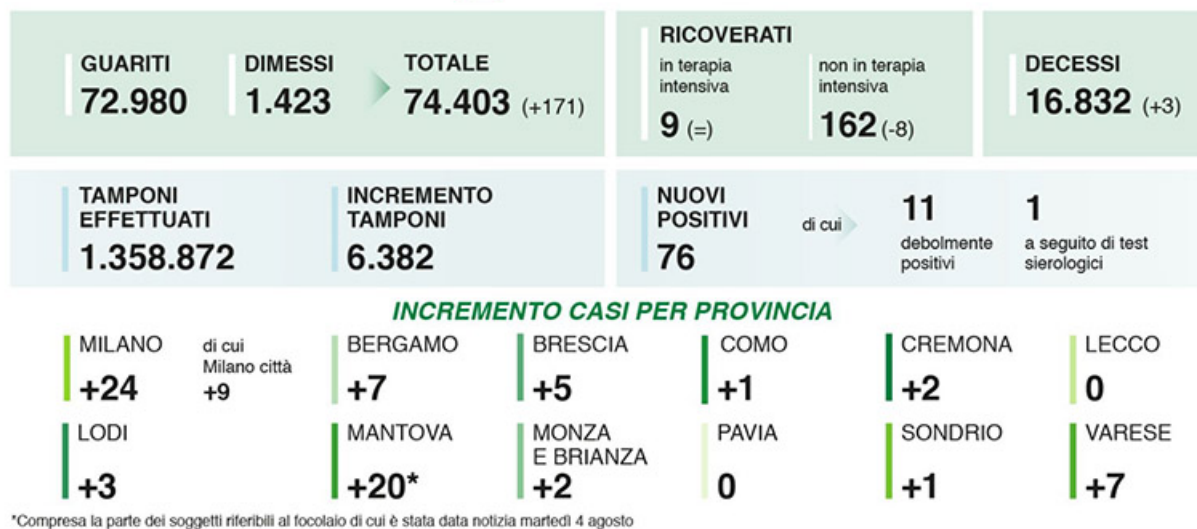 GUARITI
72.980
DIMESSI
1.423
TOTALE
74.403 (+171)
RICOVERATI
in terapia
intensiva
9 (=)
non in terapia
intensiva
162 (-8)
DECESSI
16.832 (+3)
TAMPONI
EFFETTUATI
1.358.872
INCREMENTO
TAMPONI
6.382
NUOVI
POSITIVI
76
di cui
11
debolmente
positivi
1
a seguito di test
sierologici
INCREMENTO CASI PER PROVINCIA
MILANO
+24
di cui
Milano città
+9
BERGAMO
+7
BRESCIA
+5
COMO
+1
CREMONA
+2
LECCO
0
LODI
+3
MANTOVA
+20*
MONZA
E BRIANZA
+2
PAVIA
0
SONDRIO
+1
VARESE
+7
*Compresa la parte dei soggetti riferibili al focolaio di cui è stata data notizia martedì 4 agosto